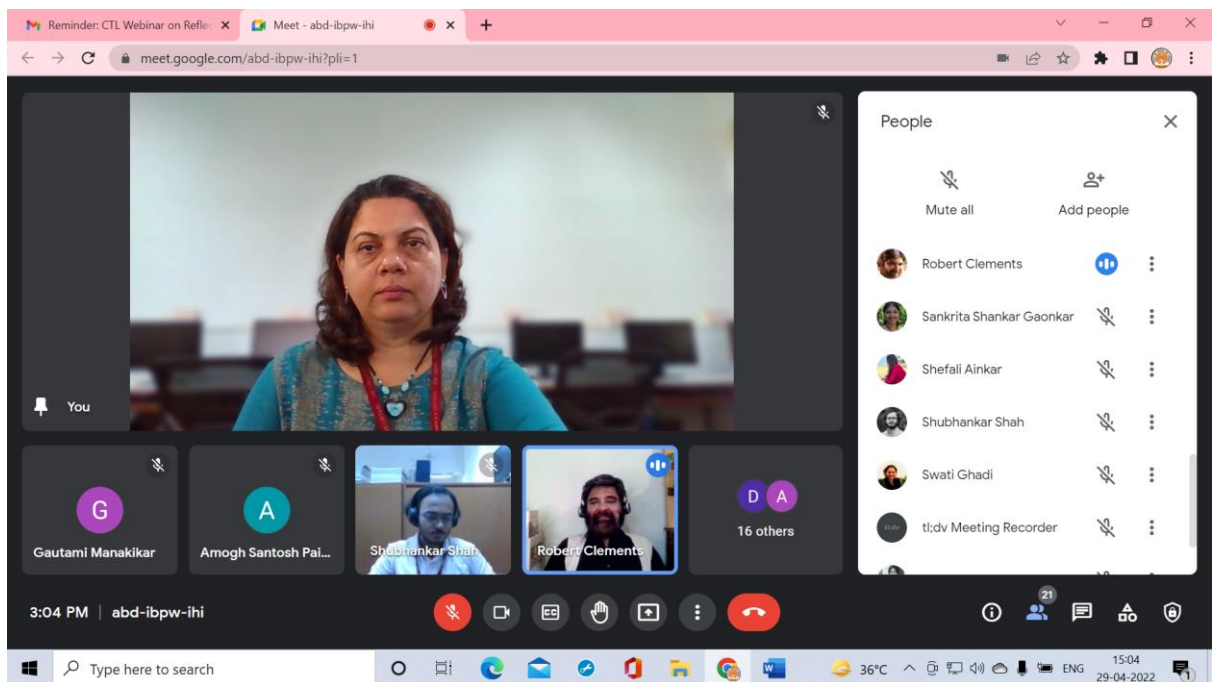 Reminder: CTL Webinar on Reflec
Meet - abd-ibpw-ihi
meet.google.com/abd-ibpw-ihi?pli=1
You
G
Gautami Manakikar
A
Amogh Santosh Pai...
Shubhankar Shah
Robert Clements
D A
16 others
People
Mute all
Add people
Robert Clements
Sankrita Shankar Gaonkar
Shefali Ainkar
Shubhankar Shah
Swati Ghadi
tl;dv Meeting Recorder
3:04 PM | abd-ibpw-ihi
CC
21
Type here to search
W
36°C
ENG
15:04
29-04-2022
1